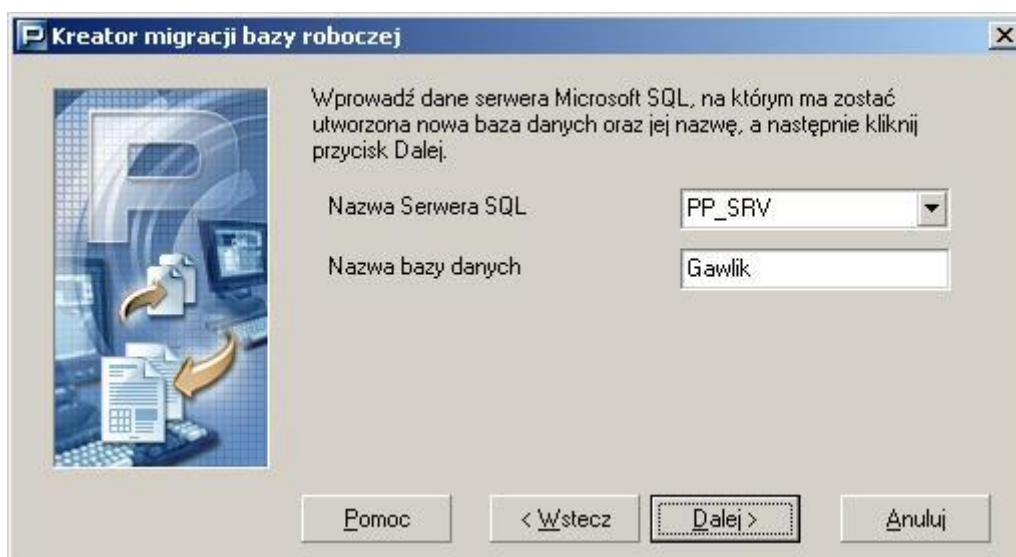 Kreator migracji bazy roboczej
Wprowadź dane serwera Microsoft SQL, na którym ma zostać
utworzona nowa baza danych oraz jej nazwę, a następnie kliknij
przycisk Dalej.
Nazwa Serwera SQL PP_SRV
Nazwa bazy danych Gawlik
Pomoc < Wstecz Dalej > Anuluj